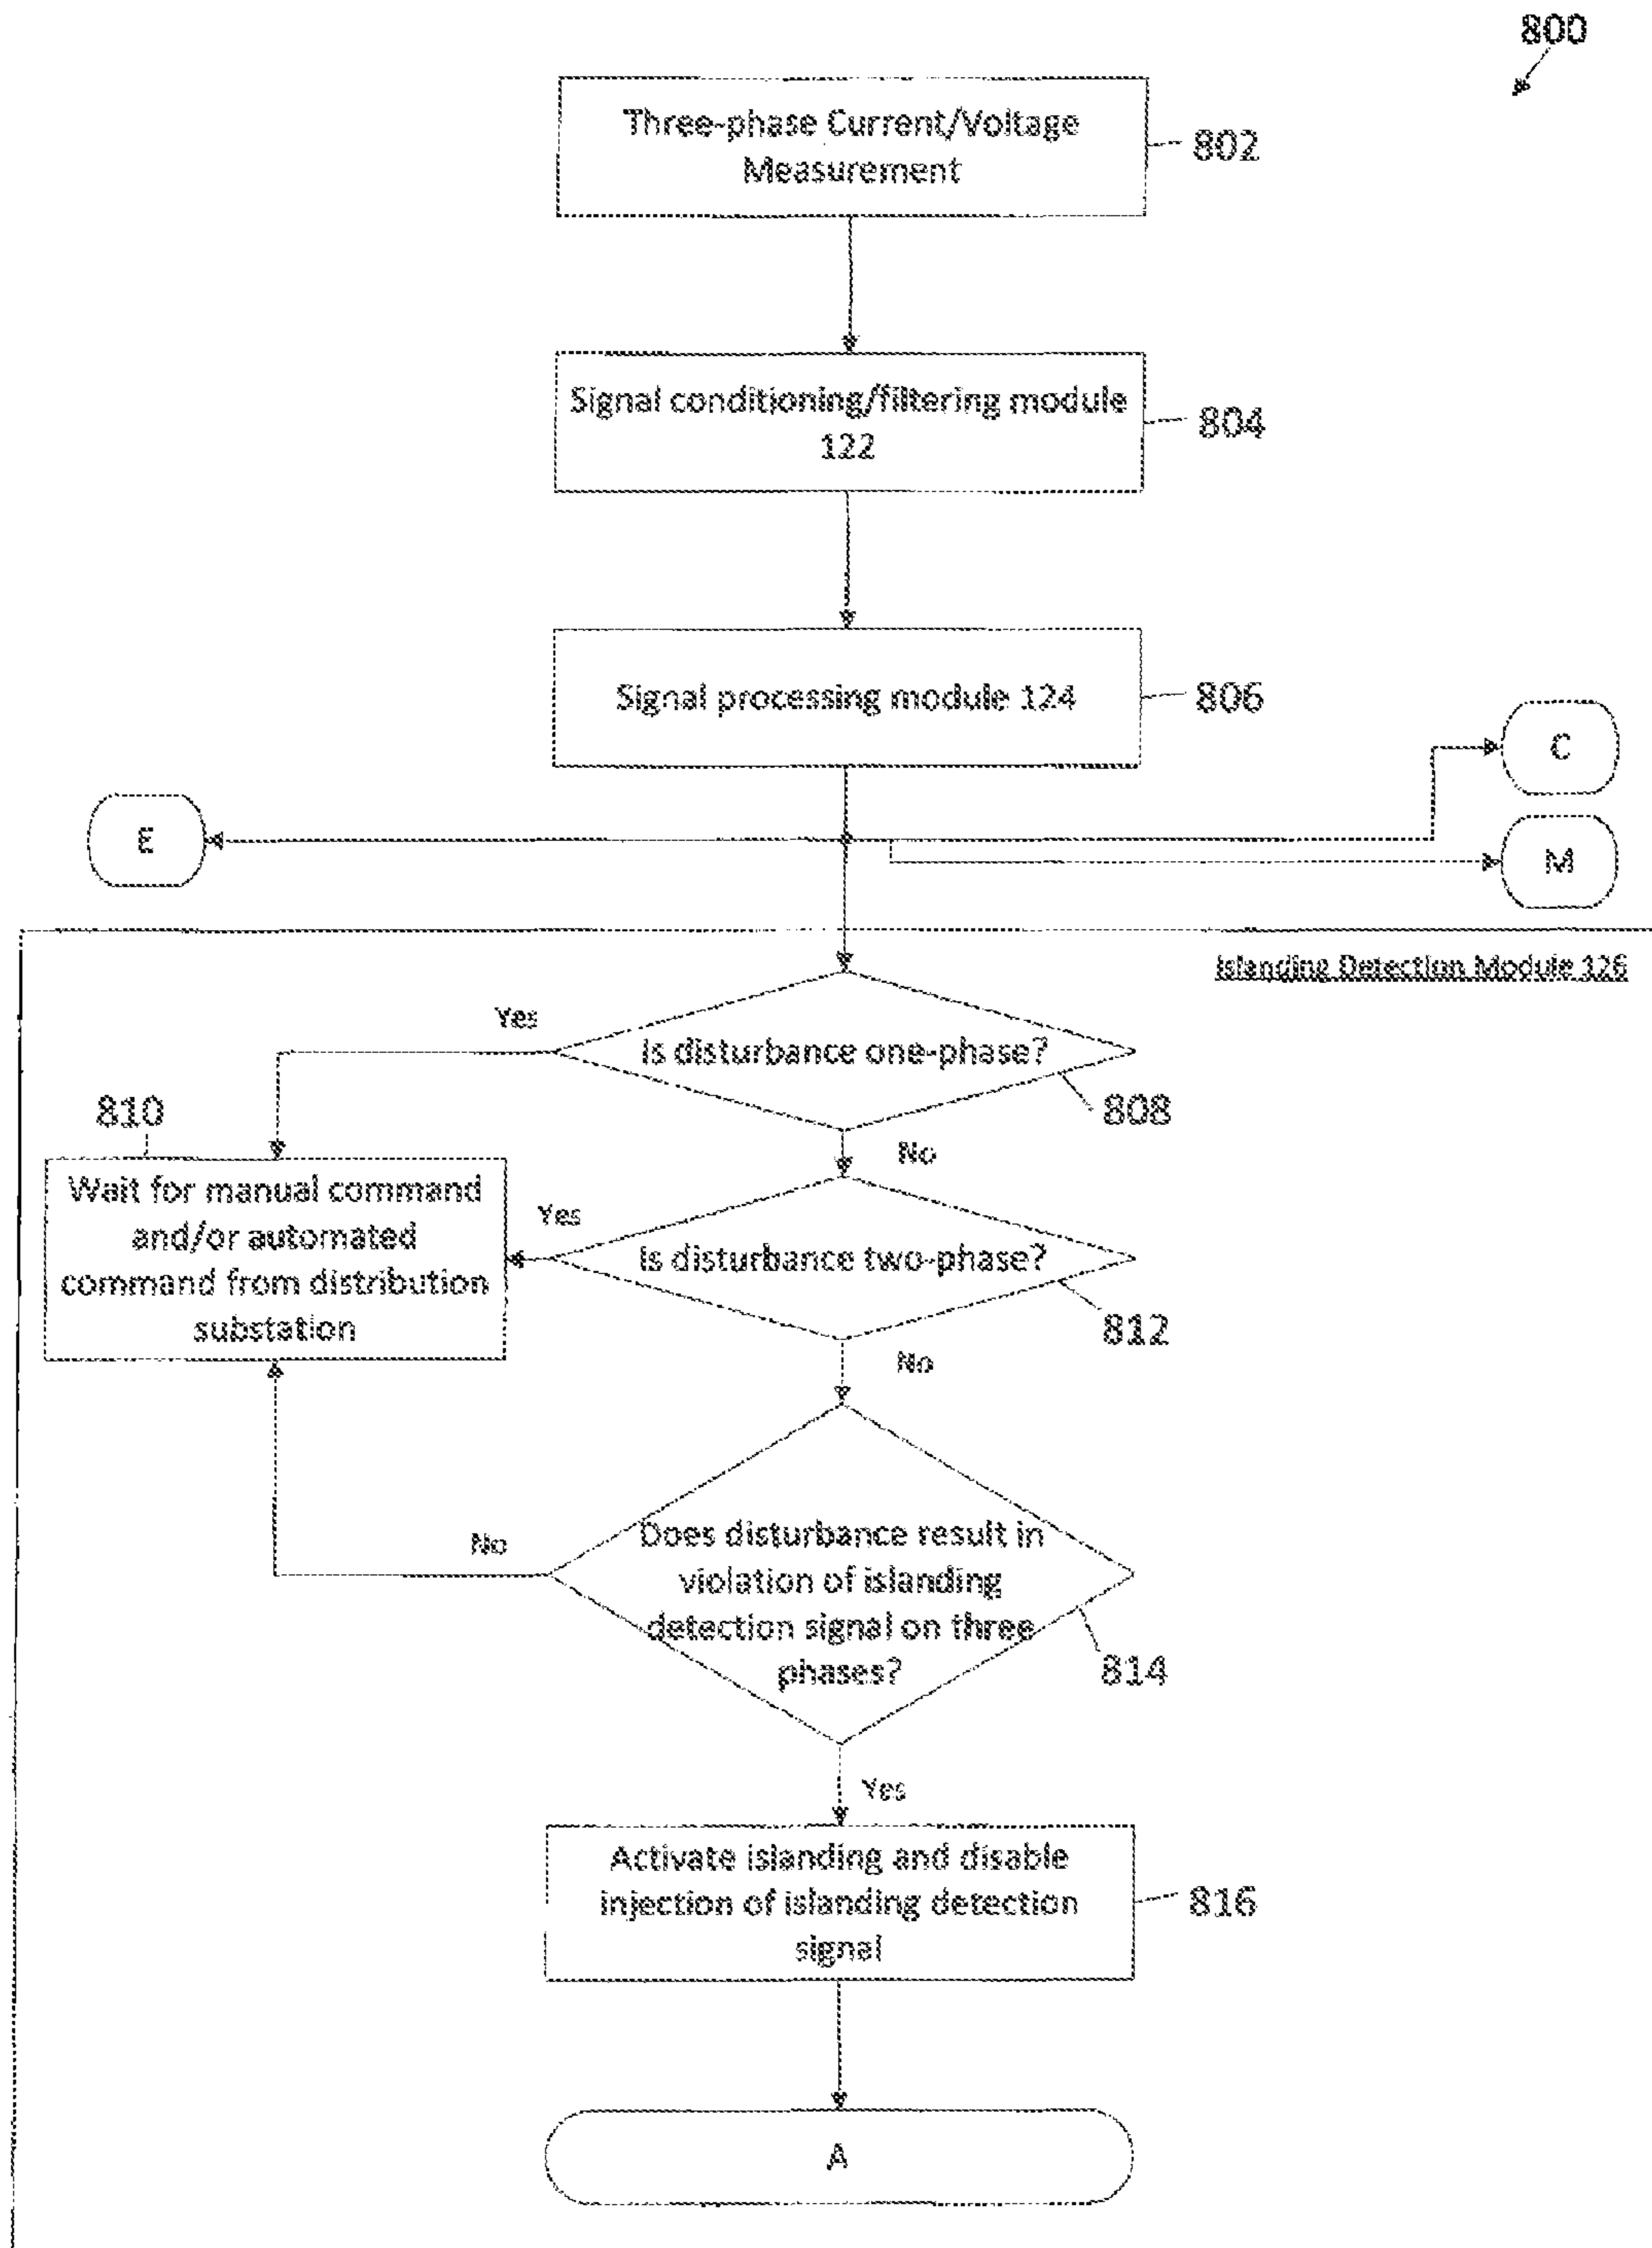 800
Three-phase Current/Voltage
Measurement
802
Signal conditioning/filtering module
122
804
Signal processing module 124
806
C
E
M
Islanding Detection Module 126
Yes
Is disturbance one-phase?
808
810
No
Wait for manual command
and/or automated
command from distribution
substation
Yes
Is disturbance two-phase?
812
No
No
Does disturbance result in
violation of islanding
detection signal on three
phases?
814
Yes
Activate islanding and disable
injection of islanding detection
signal
816
A